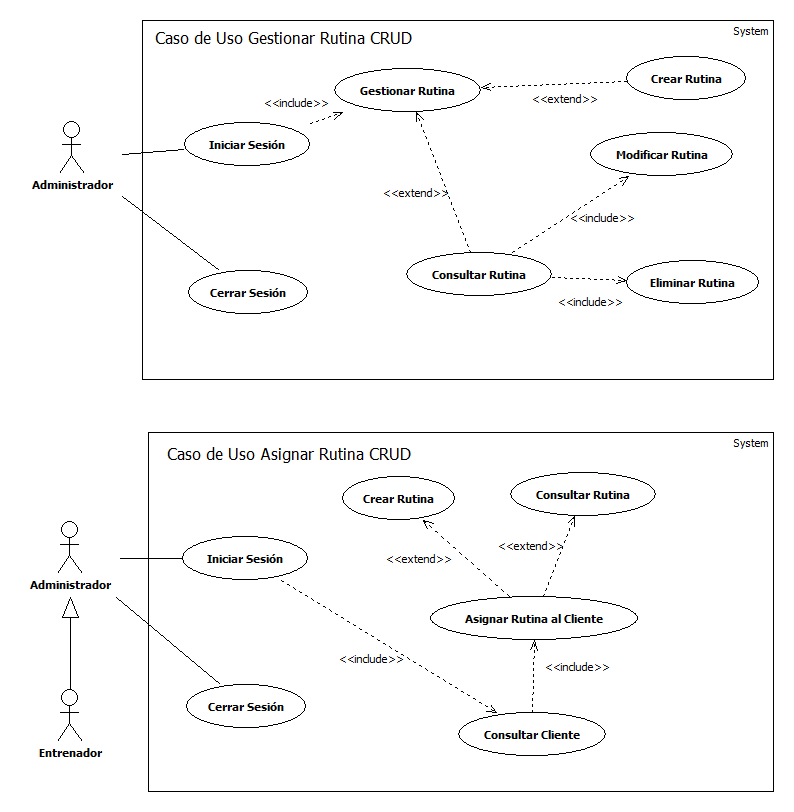 System
Caso de Uso Gestionar Rutina CRUD
Crear Rutina
Gestionar Rutina
<<include>>
<<extend>>
Iniciar Sesión
Modificar Rutina
Administrador
<<extend>>
<<include>>
Consultar Rutina
Eliminar Rutina
Cerrar Sesión
<<include>>
System
Caso de Uso Asignar Rutina CRUD
Crear Rutina
Consultar Rutina
<<extend>>
<<extend>>
Iniciar Sesión
Administrador
Asignar Rutina al Cliente
<<include>>
<<include>>
Cerrar Sesión
Consultar Cliente
Entrenador